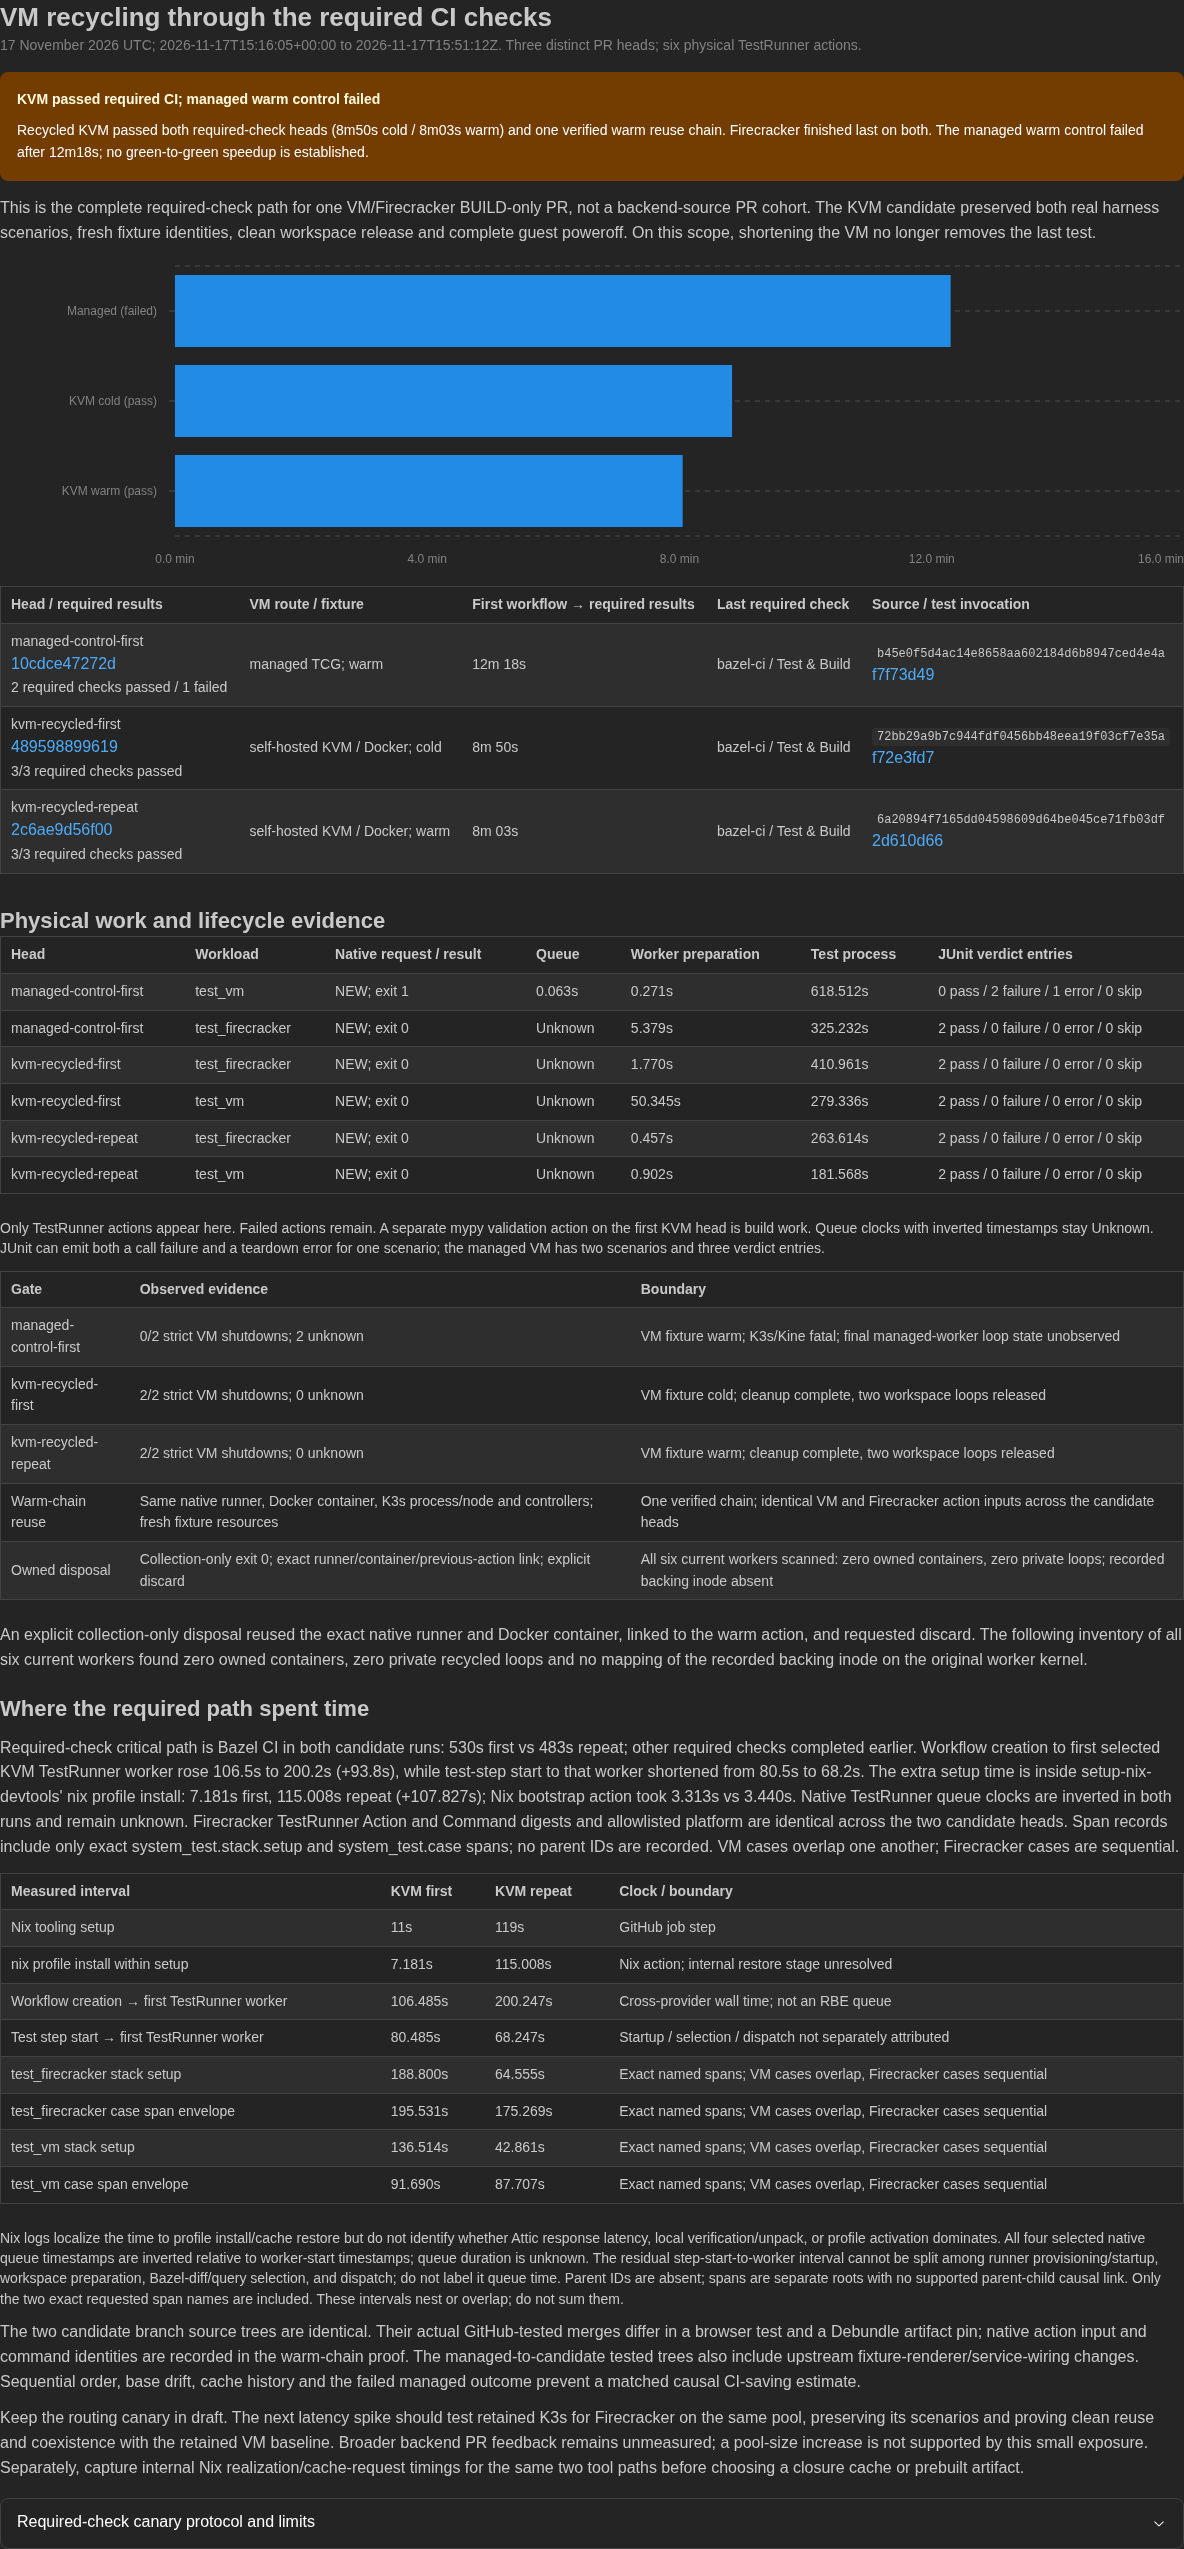 VM recycling through the required CI checks
17 November 2026 UTC; 2026-11-17T15:16:05+00:00 to 2026-11-17T15:51:12Z. Three distinct PR heads; six physical TestRunner actions.
KVM passed required CI; managed warm control failed
Recycled KVM passed both required-check heads (8m50s cold / 8m03s warm) and one verified warm reuse chain. Firecracker finished last on both. The managed warm control failed
after 12m18s; no green-to-green speedup is established.
This is the complete required-check path for one VM/Firecracker BUILD-only PR, not a backend-source PR cohort. The KVM candidate preserved both real harness
scenarios, fresh fixture identities, clean workspace release and complete guest poweroff. On this scope, shortening the VM no longer removes the last test.
Managed (failed)
KVM cold (pass)
KVM warm (pass)
0.0 min 4.0 min 8.0 min 12.0 min 16.0 min
Head / required results VM route / fixture First workflow → required results Last required check Source / test invocation
managed-control-first
10cdce47272d
2 required checks passed / 1 failed
managed TCG; warm 12m 18s bazel-ci / Test & Build
b45e0f5d4ac14e8658aa602184d6b8947ced4e4a
f7f73d49
kvm-recycled-first
489598899619
3/3 required checks passed
self-hosted KVM / Docker; cold 8m 50s bazel-ci / Test & Build
72bb29a9b7c944fdf0456bb48eea19f03cf7e35a
f72e3fd7
kvm-recycled-repeat
2c6ae9d56f00
3/3 required checks passed
self-hosted KVM / Docker; warm 8m 03s bazel-ci / Test & Build
6a20894f7165dd04598609d64be045ce71fb03df
2d610d66
Physical work and lifecycle evidence
Head Workload Native request / result Queue Worker preparation Test process JUnit verdict entries
managed-control-first test_vm NEW; exit 1 0.063s 0.271s 618.512s 0 pass / 2 failure / 1 error / 0 skip
managed-control-first test_firecracker NEW; exit 0 Unknown 5.379s 325.232s 2 pass / 0 failure / 0 error / 0 skip
kvm-recycled-first test_firecracker NEW; exit 0 Unknown 1.770s 410.961s 2 pass / 0 failure / 0 error / 0 skip
kvm-recycled-first test_vm NEW; exit 0 Unknown 50.345s 279.336s 2 pass / 0 failure / 0 error / 0 skip
kvm-recycled-repeat test_firecracker NEW; exit 0 Unknown 0.457s 263.614s 2 pass / 0 failure / 0 error / 0 skip
kvm-recycled-repeat test_vm NEW; exit 0 Unknown 0.902s 181.568s 2 pass / 0 failure / 0 error / 0 skip
Only TestRunner actions appear here. Failed actions remain. A separate mypy validation action on the first KVM head is build work. Queue clocks with inverted timestamps stay Unknown.
JUnit can emit both a call failure and a teardown error for one scenario; the managed VM has two scenarios and three verdict entries.
Gate Observed evidence Boundary
managed-
control-first
0/2 strict VM shutdowns; 2 unknown VM fixture warm; K3s/Kine fatal; final managed-worker loop state unobserved
kvm-recycled-
first
2/2 strict VM shutdowns; 0 unknown VM fixture cold; cleanup complete, two workspace loops released
kvm-recycled-
repeat
2/2 strict VM shutdowns; 0 unknown VM fixture warm; cleanup complete, two workspace loops released
Warm-chain
reuse
Same native runner, Docker container, K3s process/node and controllers;
fresh fixture resources
One verified chain; identical VM and Firecracker action inputs across the candidate
heads
Owned disposal
Collection-only exit 0; exact runner/container/previous-action link; explicit
discard
All six current workers scanned: zero owned containers, zero private loops; recorded
backing inode absent
An explicit collection-only disposal reused the exact native runner and Docker container, linked to the warm action, and requested discard. The following inventory of all
six current workers found zero owned containers, zero private recycled loops and no mapping of the recorded backing inode on the original worker kernel.
Where the required path spent time
Required-check critical path is Bazel CI in both candidate runs: 530s first vs 483s repeat; other required checks completed earlier. Workflow creation to first selected
KVM TestRunner worker rose 106.5s to 200.2s (+93.8s), while test-step start to that worker shortened from 80.5s to 68.2s. The extra setup time is inside setup-nix-
devtools' nix profile install: 7.181s first, 115.008s repeat (+107.827s); Nix bootstrap action took 3.313s vs 3.440s. Native TestRunner queue clocks are inverted in both
runs and remain unknown. Firecracker TestRunner Action and Command digests and allowlisted platform are identical across the two candidate heads. Span records
include only exact system_test.stack.setup and system_test.case spans; no parent IDs are recorded. VM cases overlap one another; Firecracker cases are sequential.
Measured interval KVM first KVM repeat Clock / boundary
Nix tooling setup 11s 119s GitHub job step
nix profile install within setup 7.181s 115.008s Nix action; internal restore stage unresolved
Workflow creation → first TestRunner worker 106.485s 200.247s Cross-provider wall time; not an RBE queue
Test step start → first TestRunner worker 80.485s 68.247s Startup / selection / dispatch not separately attributed
test_firecracker stack setup 188.800s 64.555s Exact named spans; VM cases overlap, Firecracker cases sequential
test_firecracker case span envelope 195.531s 175.269s Exact named spans; VM cases overlap, Firecracker cases sequential
test_vm stack setup 136.514s 42.861s Exact named spans; VM cases overlap, Firecracker cases sequential
test_vm case span envelope 91.690s 87.707s Exact named spans; VM cases overlap, Firecracker cases sequential
Nix logs localize the time to profile install/cache restore but do not identify whether Attic response latency, local verification/unpack, or profile activation dominates. All four selected native
queue timestamps are inverted relative to worker-start timestamps; queue duration is unknown. The residual step-start-to-worker interval cannot be split among runner provisioning/startup,
workspace preparation, Bazel-diff/query selection, and dispatch; do not label it queue time. Parent IDs are absent; spans are separate roots with no supported parent-child causal link. Only
the two exact requested span names are included. These intervals nest or overlap; do not sum them.
The two candidate branch source trees are identical. Their actual GitHub-tested merges differ in a browser test and a Debundle artifact pin; native action input and
command identities are recorded in the warm-chain proof. The managed-to-candidate tested trees also include upstream fixture-renderer/service-wiring changes.
Sequential order, base drift, cache history and the failed managed outcome prevent a matched causal CI-saving estimate.
Keep the routing canary in draft. The next latency spike should test retained K3s for Firecracker on the same pool, preserving its scenarios and proving clean reuse
and coexistence with the retained VM baseline. Broader backend PR feedback remains unmeasured; a pool-size increase is not supported by this small exposure.
Separately, capture internal Nix realization/cache-request timings for the same two tool paths before choosing a closure cache or prebuilt artifact.
Required-check canary protocol and limits